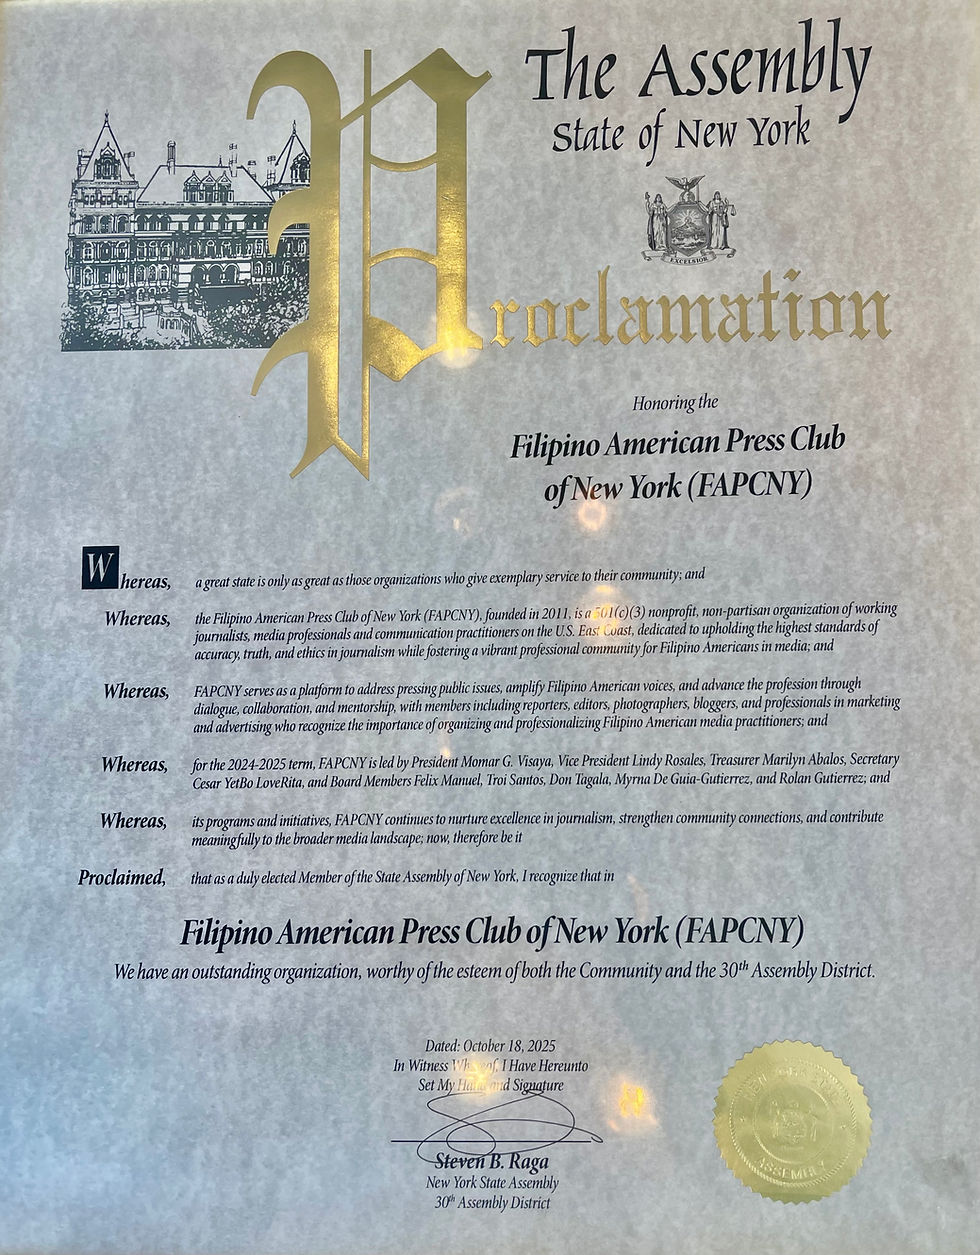 The Assembly
State of New York
EXCELSIOR
Proclamation
Honoring the
Filipino American Press Club
of New York (FAPCNY)
Whereas, a great state is only as great as those organizations who give exemplary service to their community; and
Whereas, the Filipino American Press Club of New York (FAPCNY), founded in 2011, is a 501(c)(3) nonprofit, non-partisan organization of working
journalists, media professionals and communication practitioners on the U.S. East Coast, dedicated to upholding the highest standards of
accuracy, truth, and ethics in journalism while fostering a vibrant professional community for Filipino Americans in media; and
Whereas, FAPCNY serves as a platform to address pressing public issues, amplify Filipino American voices, and advance the profession through
dialogue, collaboration, and mentorship, with members including reporters, editors, photographers, bloggers, and professionals in marketing
and advertising who recognize the importance of organizing and professionalizing Filipino American media practitioners; and
Whereas, for the 2024-2025 term, FAPCNY is led by President Momar G. Visaya, Vice President Lindy Rosales, Treasurer Marilyn Abalos, Secretary
Cesar YetBo LoveRita, and Board Members Felix Manuel, Troi Santos, Don Tagala, Myrna De Guia-Gutierrez, and Rolan Gutierrez; and
Whereas, its programs and initiatives, FAPCNY continues to nurture excellence in journalism, strengthen community connections, and contribute
meaningfully to the broader media landscape; now, therefore be it
Proclaimed, that as a duly elected Member of the State Assembly of New York, I recognize that in
Filipino American Press Club of New York (FAPCNY)
We have an outstanding organization, worthy of the esteem of both the Community and the 30th Assembly District.
Dated: October 18, 2025
In Witness Whereof, I Have Hereunto
Set My Hand and Signature
Steven B. Raga
New York State Assembly
30th Assembly District
NEW YORK STATE
ASSEMBLY